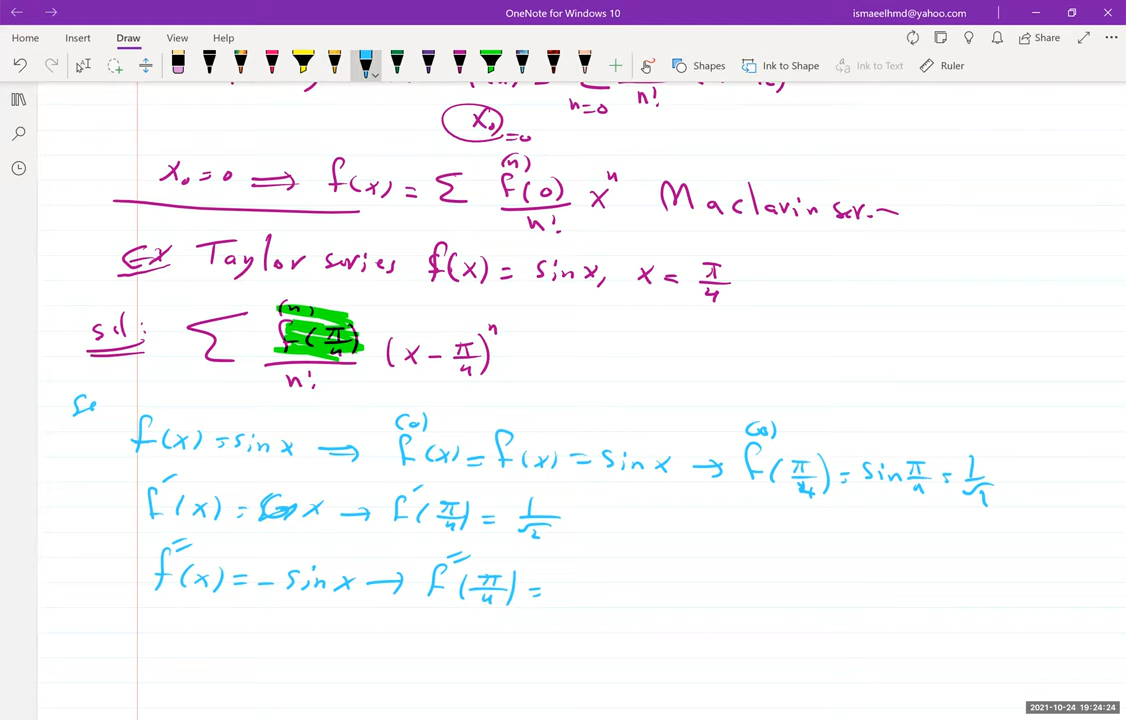 OneNote for Windows 10
ismaeelhmd@yahoo.com
Home Insert Draw View Help
Share
Shapes Ink to Shape Ink to Text Ruler
n=0 n!
x₀ =0
x₀ = 0 ⟹ f(x) = Σ f⁽ⁿ⁾(0)/n! xⁿ Maclavin ser.
Ex Taylor series f(x) = sin x, x = π/4
sol: Σ f⁽ⁿ⁾(π/4)/n! (x - π/4)ⁿ
So
f(x) = sin x ⟹ f⁽⁰⁾(x) = f(x) = sin x → f⁽⁰⁾(π/4) = sin π/4 = 1/√2
f′(x) = cos x → f′(π/4) = 1/√2
f″(x) = - sin x → f″(π/4) =
2021-10-24 19:24:24